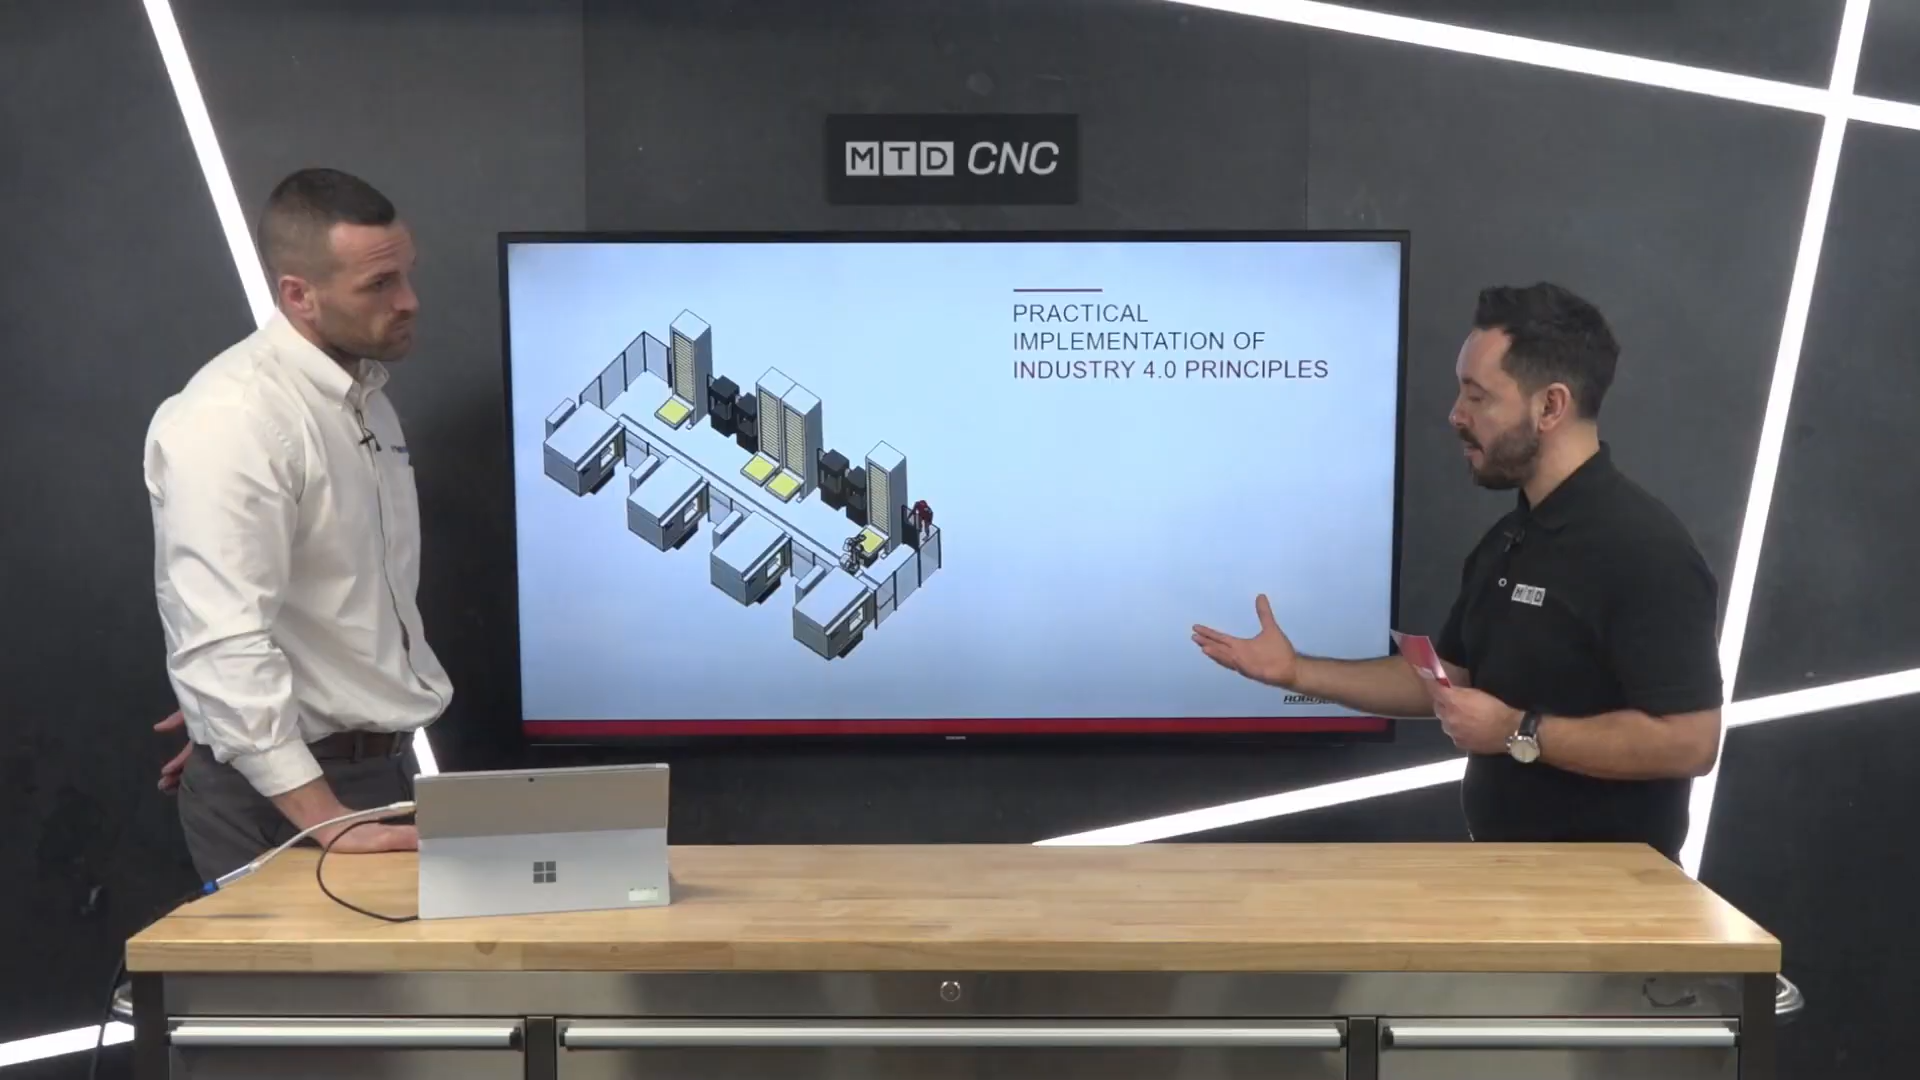 MTD CNC
PRACTICAL
IMPLEMENTATION OF
INDUSTRY 4.0 PRINCIPLES
MTD